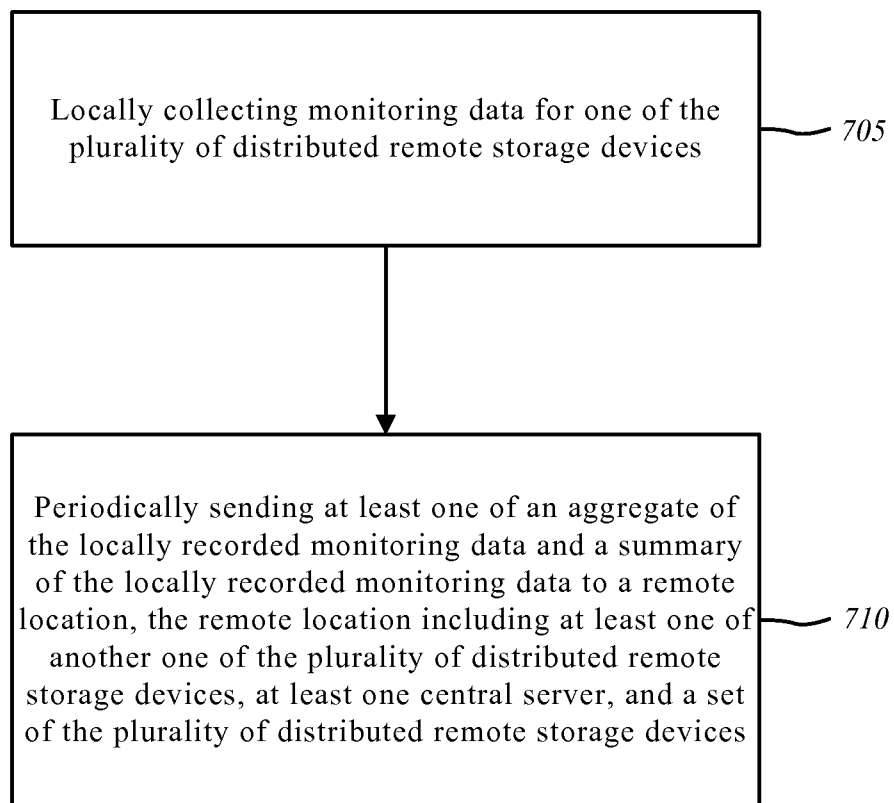 Locally collecting monitoring data for one of the
plurality of distributed remote storage devices
705
Periodically sending at least one of an aggregate of
the locally recorded monitoring data and a summary
of the locally recorded monitoring data to a remote
location, the remote location including at least one of
another one of the plurality of distributed remote
storage devices, at least one central server, and a set
of the plurality of distributed remote storage devices
710